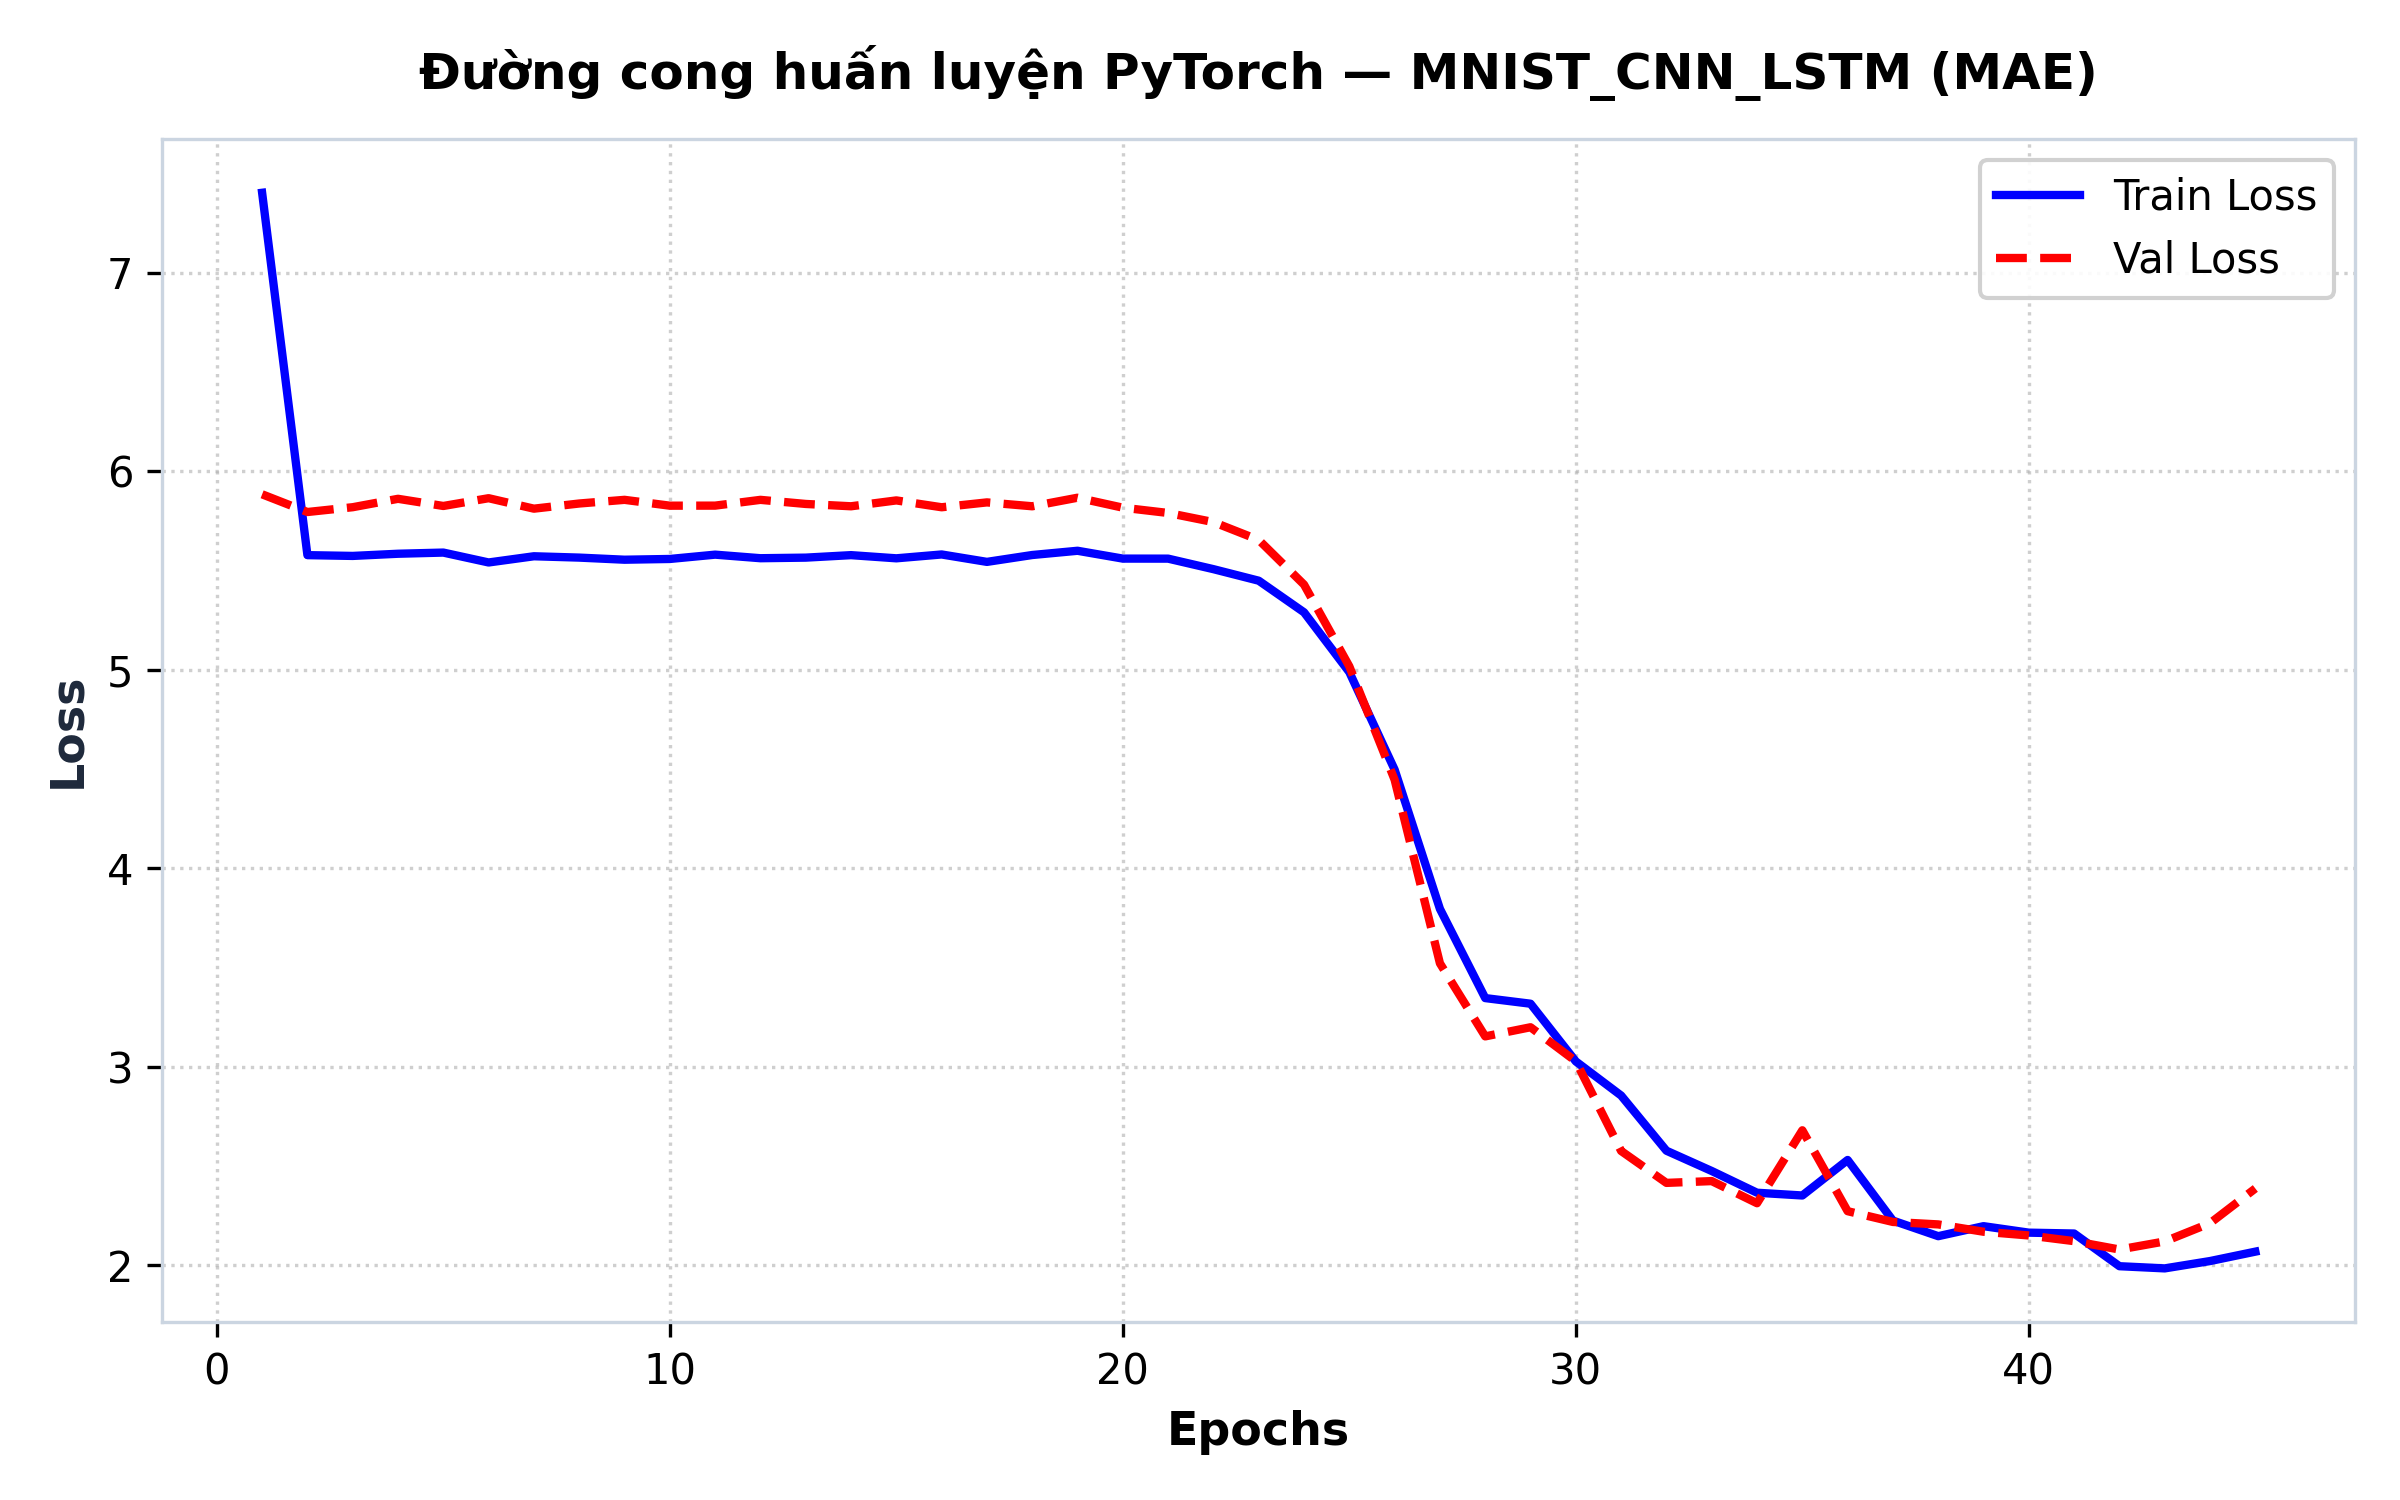 Đường cong huấn luyện PyTorch — MNIST_CNN_LSTM (MAE)
Train Loss
Val Loss
7
6
5
4
3
2
Loss
0 10 20 30 40
Epochs